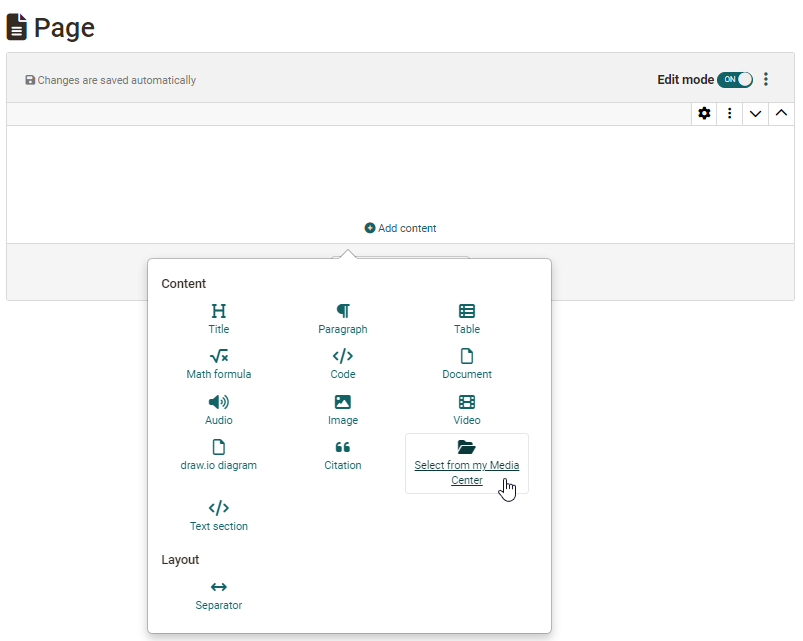 Page
Changes are saved automatically
Edit mode ON
Add content
Content
Title
Paragraph
Table
Math formula
Code
Document
Audio
Image
Video
draw.io diagram
Citation
Select from my Media
Center
Text section
Layout
Separator